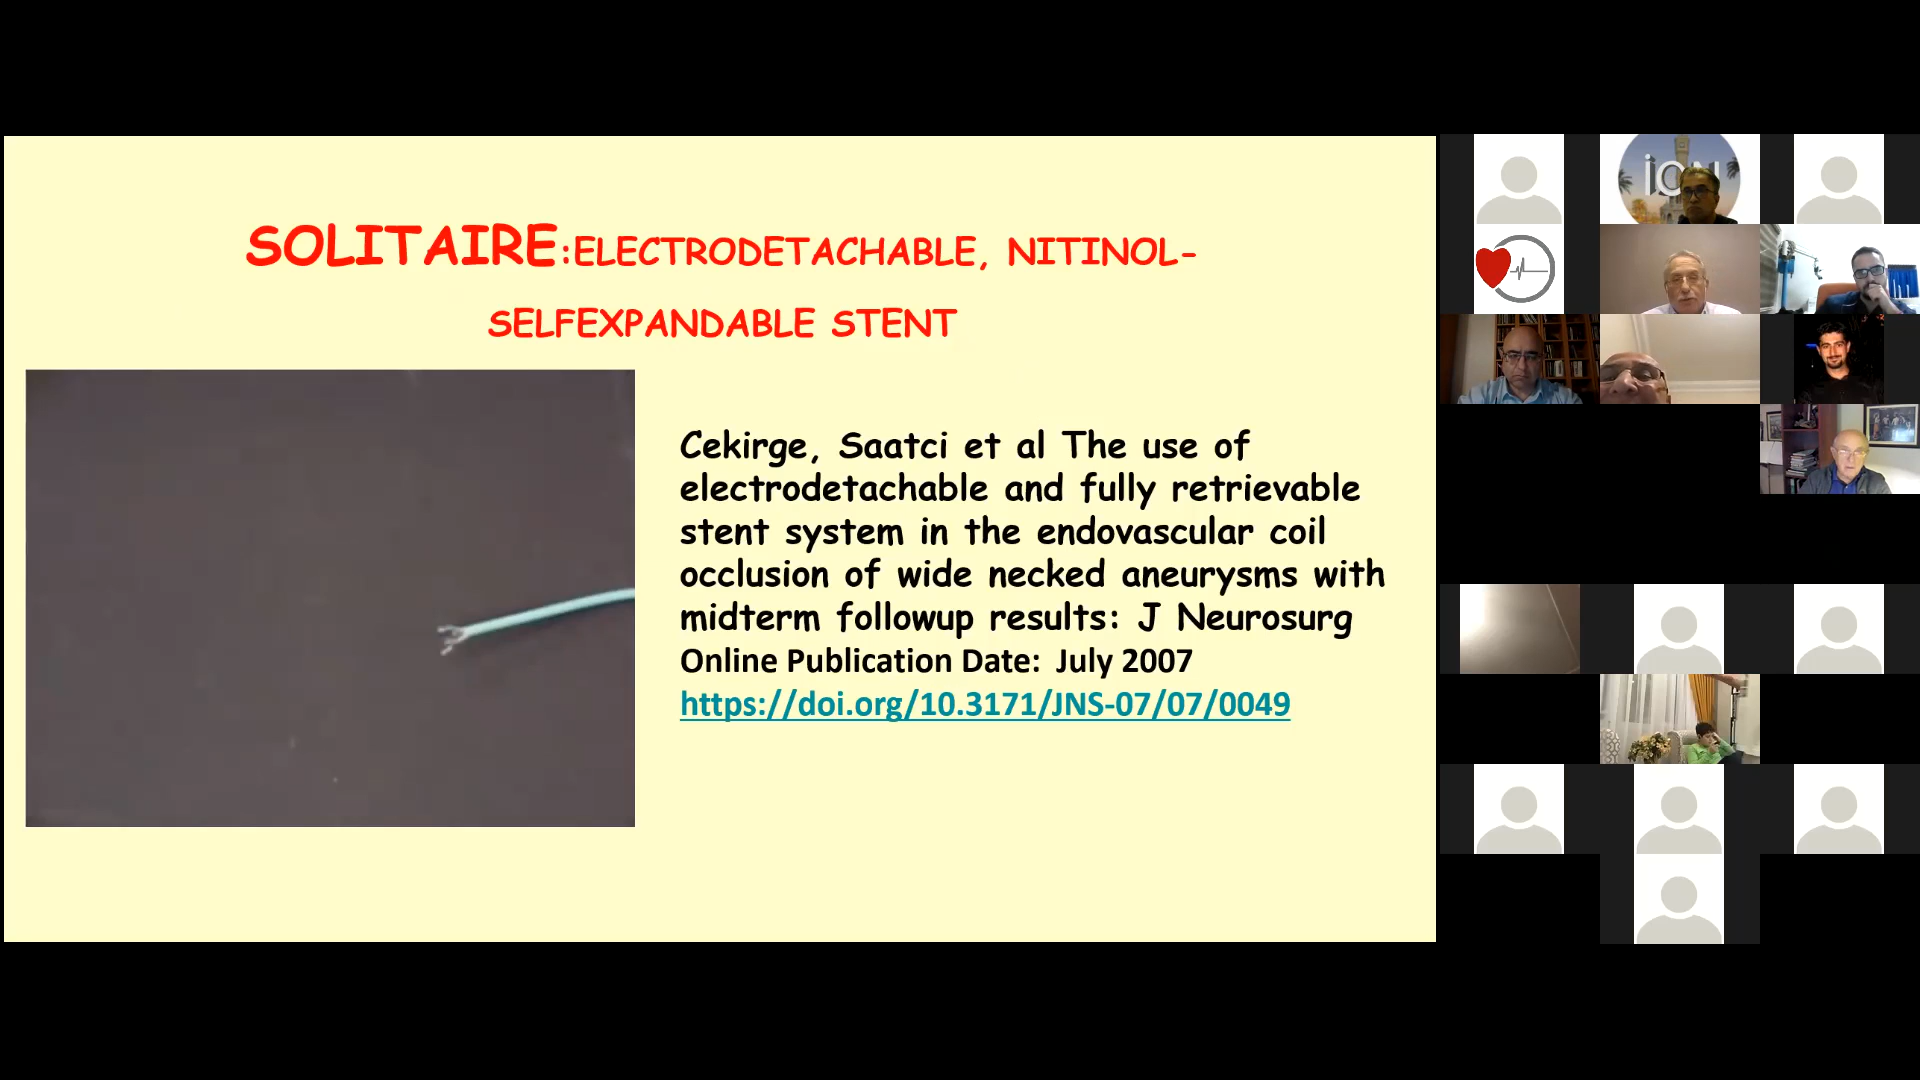 SOLITAIRE:ELECTRODETACHABLE, NITINOL-
SELFEXPANDABLE STENT
Cekirge, Saatci et al The use of
electrodetachable and fully retrievable
stent system in the endovascular coil
occlusion of wide necked aneurysms with
midterm followup results: J Neurosurg
Online Publication Date: July 2007
https://doi.org/10.3171/JNS-07/07/0049